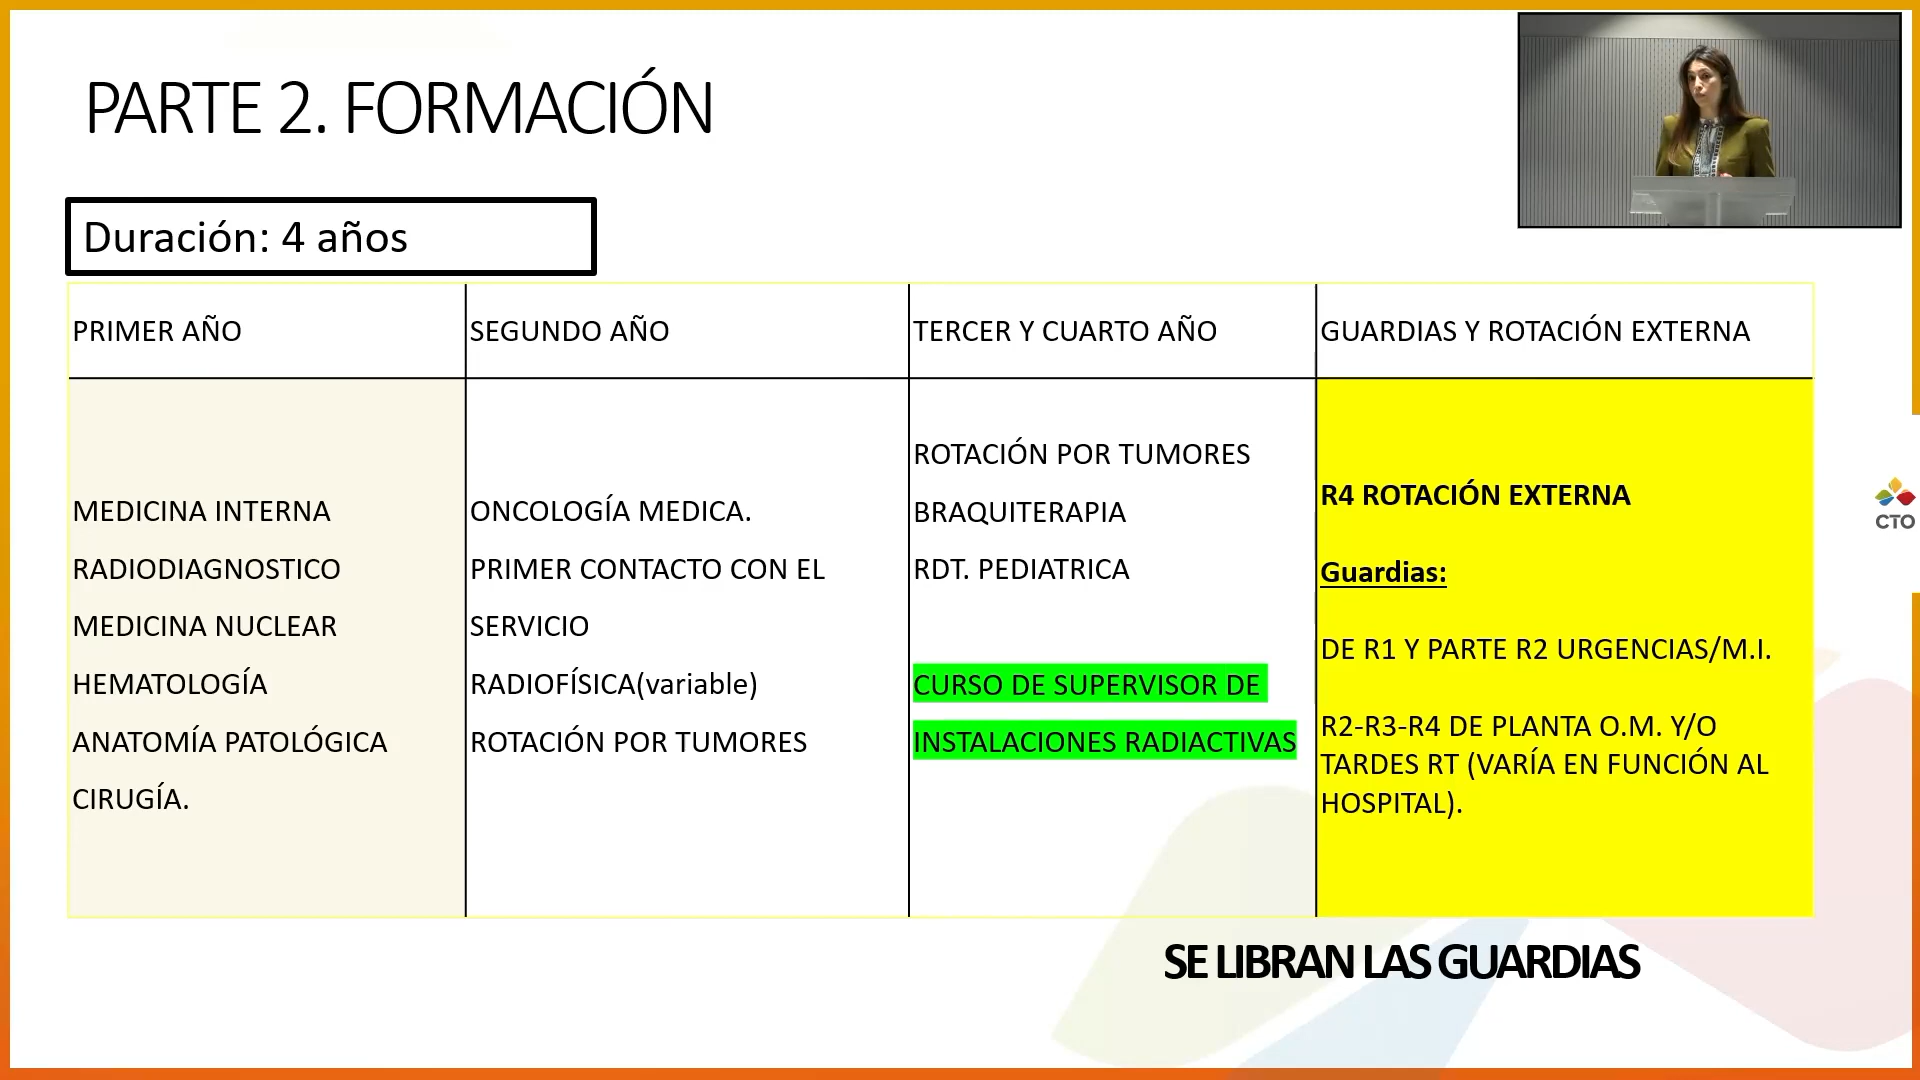 PARTE 2. FORMACIÓN
Duración: 4 años
PRIMER AÑO
MEDICINA INTERNA
RADIODIAGNOSTICO
MEDICINA NUCLEAR
HEMATOLOGÍA
ANATOMÍA PATOLÓGICA
CIRUGÍA.
SEGUNDO AÑO
ONCOLOGÍA MEDICA.
PRIMER CONTACTO CON EL
SERVICIO
RADIOFÍSICA(variable)
ROTACIÓN POR TUMORES
TERCER Y CUARTO AÑO
ROTACIÓN POR TUMORES
BRAQUITERAPIA
RDT. PEDIATRICA
CURSO DE SUPERVISOR DE
INSTALACIONES RADIACTIVAS
GUARDIAS Y ROTACIÓN EXTERNA
R4 ROTACIÓN EXTERNA
Guardias:
DE R1 Y PARTE R2 URGENCIAS/M.I.
R2-R3-R4 DE PLANTA O.M. Y/O
TARDES RT (VARÍA EN FUNCIÓN AL
HOSPITAL).
SE LIBRAN LAS GUARDIAS
CTO